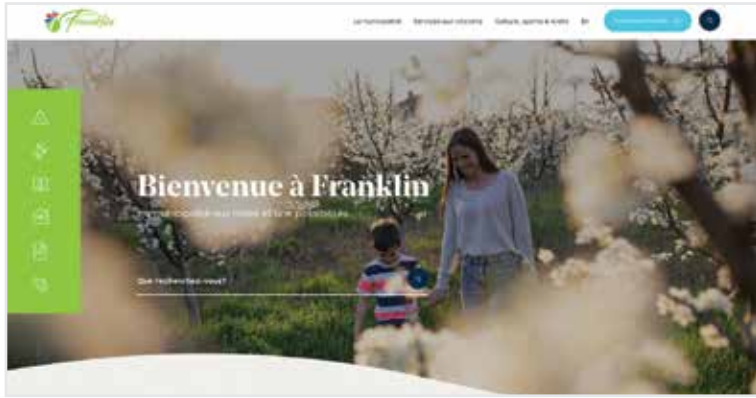 Franklin
La municipalité Services aux citoyens Culture, sports & loisirs En
Bienvenue à Franklin
Que recherchez-vous?